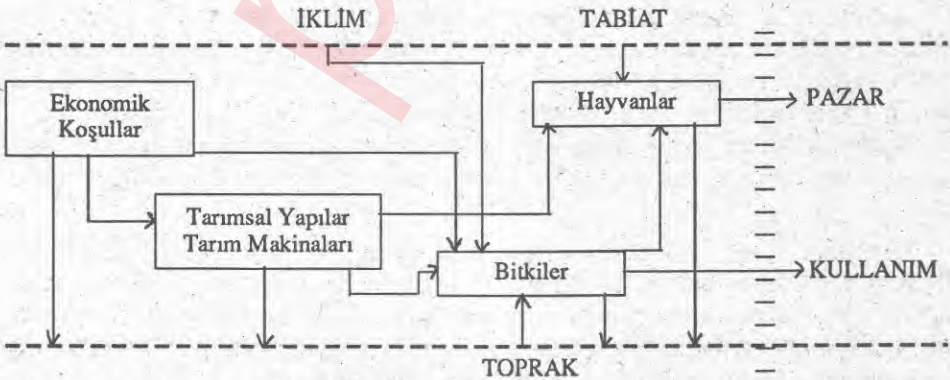 İKLİM
TABİAT
Ekonomik
Koşullar
Hayvanlar
PAZAR
Tarımsal Yapılar
Tarım Makinaları
Bitkiler
KULLANIM
TOPRAK